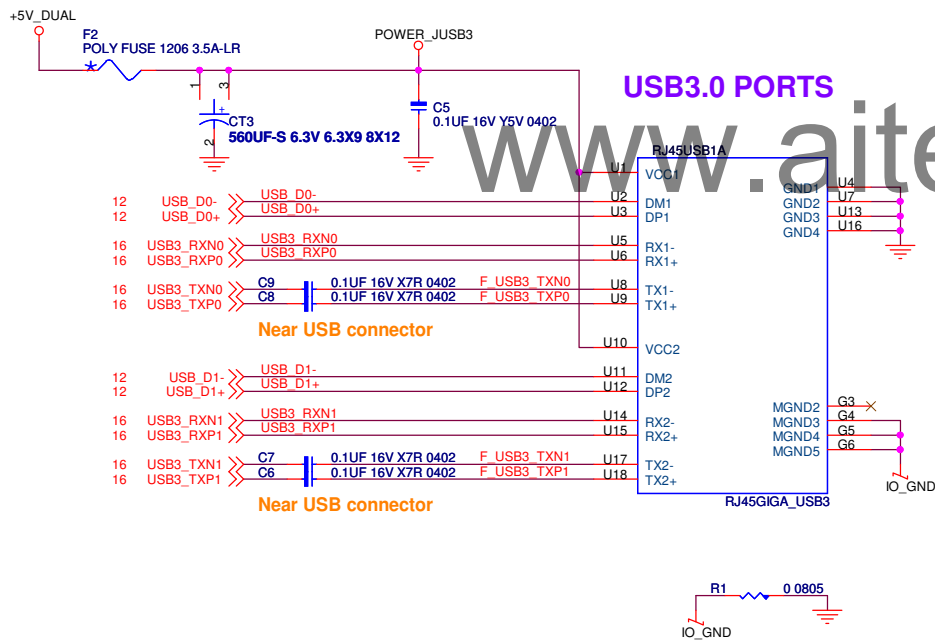 +5V_DUAL
F2
POLY FUSE 1206 3.5A-LR
POWER_JUSB3
USB3.0 PORTS
1
3
+
CT3
2
560UF-S 6.3V 6.3X9 8X12
C5
0.1UF 16V Y5V 0402
www.aite
RJ45USB1A
U1 VCC1
GND1 U4
12 USB_D0- USB_D0- U2 DM1
GND2 U7
12 USB_D0+ USB_D0+ U3 DP1
GND3 U13
GND4 U16
16 USB3_RXN0 USB3_RXN0 U5 RX1-
16 USB3_RXP0 USB3_RXP0 U6 RX1+
16 USB3_TXN0 C9 0.1UF 16V X7R 0402 F_USB3_TXN0 U8 TX1-
16 USB3_TXP0 C8 0.1UF 16V X7R 0402 F_USB3_TXP0 U9 TX1+
Near USB connector
U10 VCC2
12 USB_D1- USB_D1- U11 DM2
12 USB_D1+ USB_D1+ U12 DP2
MGND2 G3
16 USB3_RXN1 USB3_RXN1 U14 RX2-
MGND3 G4
16 USB3_RXP1 USB3_RXP1 U15 RX2+
MGND4 G5
MGND5 G6
16 USB3_TXN1 C7 0.1UF 16V X7R 0402 F_USB3_TXN1 U17 TX2-
16 USB3_TXP1 C6 0.1UF 16V X7R 0402 F_USB3_TXP1 U18 TX2+
IO_GND
Near USB connector
RJ45GIGA_USB3
R1 0 0805
IO_GND